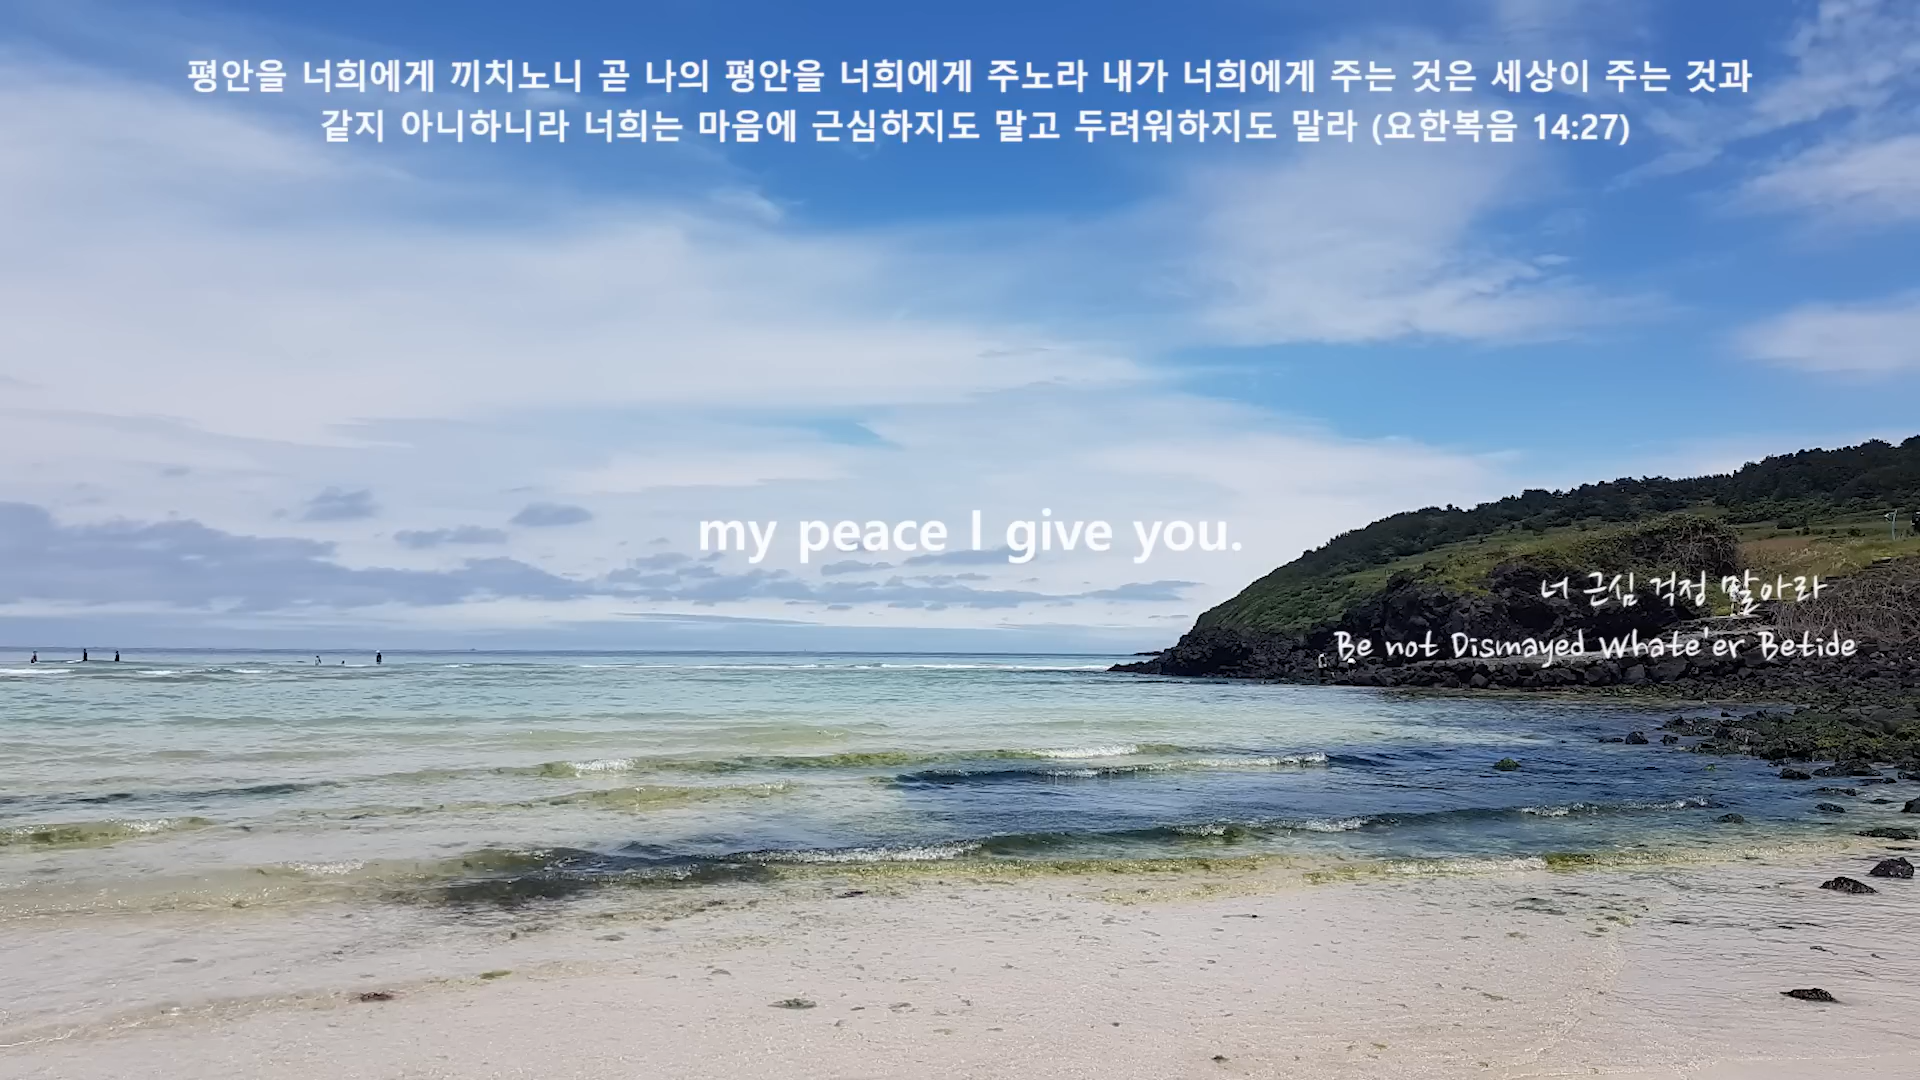 평안을 너희에게 끼치노니 곧 나의 평안을 너희에게 주노라 내가 너희에게 주는 것은 세상이 주는 것과
같지 아니하니라 너희는 마음에 근심하지도 말고 두려워하지도 말라 (요한복음 14:27)
my peace I give you.
너 근심 걱정 말아라
Be not Dismayed Whate'er Betide